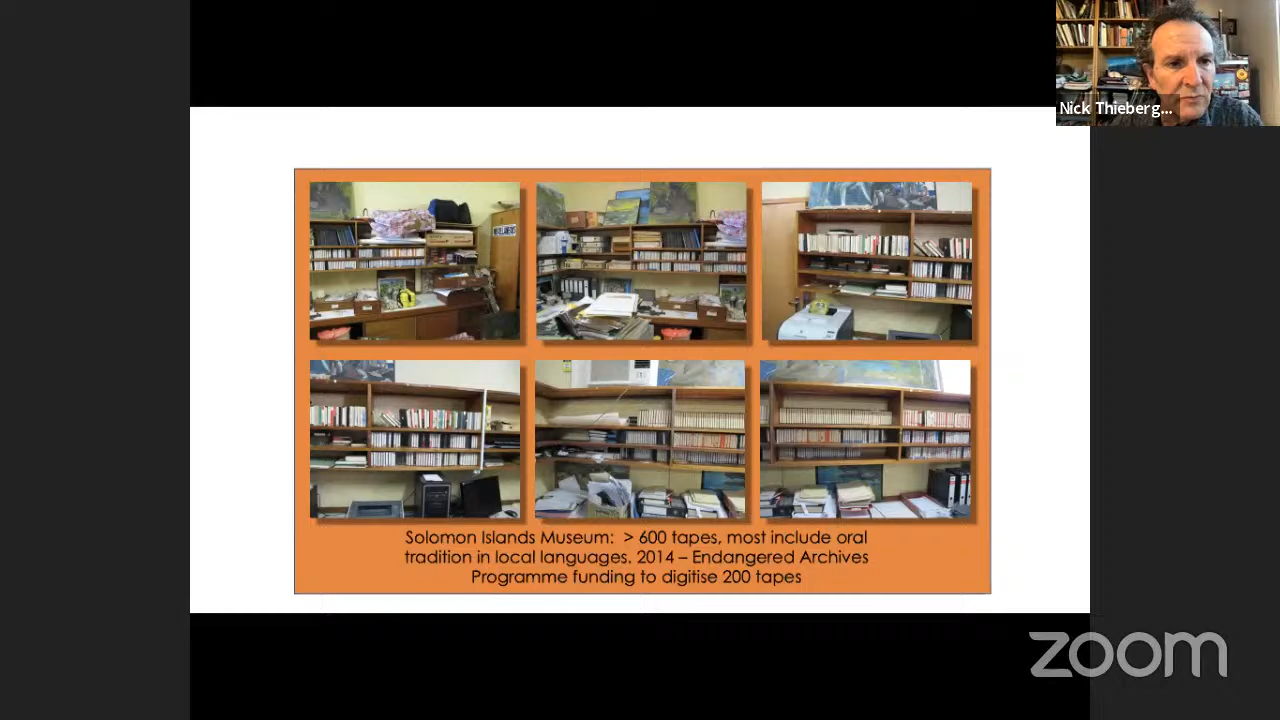 Nick Thieberg...
Solomon Islands Museum: > 600 tapes, most include oral
tradition in local languages. 2014 – Endangered Archives
Programme funding to digitise 200 tapes
zoom